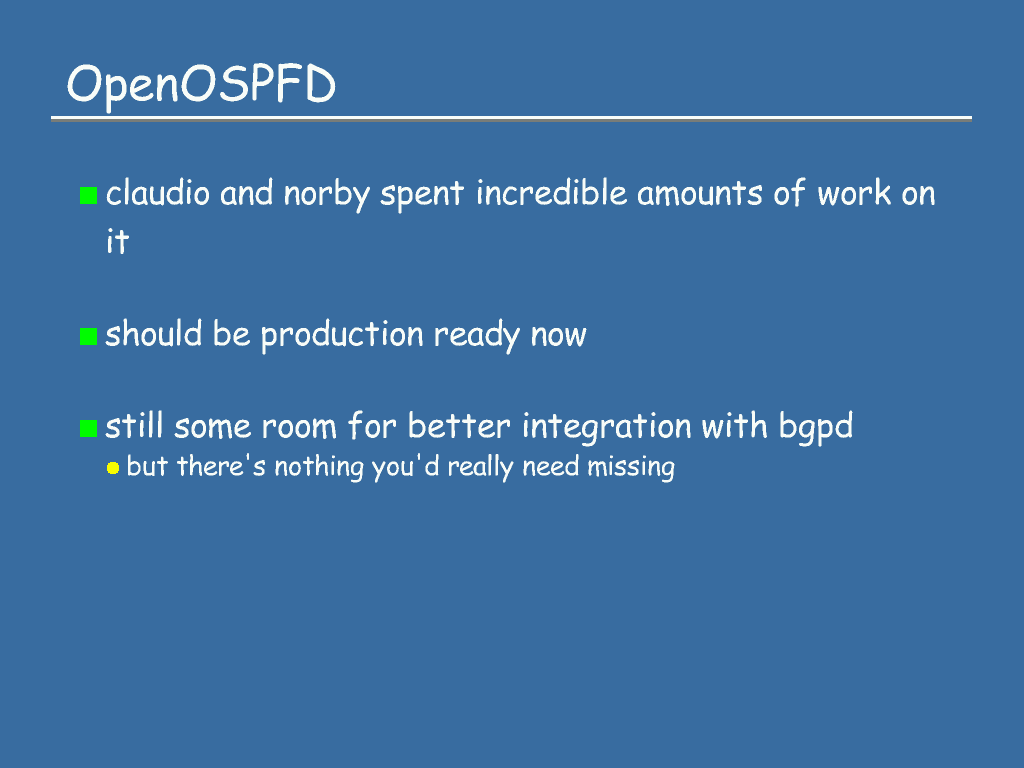 OpenOSPFD
claudio and norby spent incredible amounts of work on
it
should be production ready now
still some room for better integration with bgpd
but there's nothing you'd really need missing